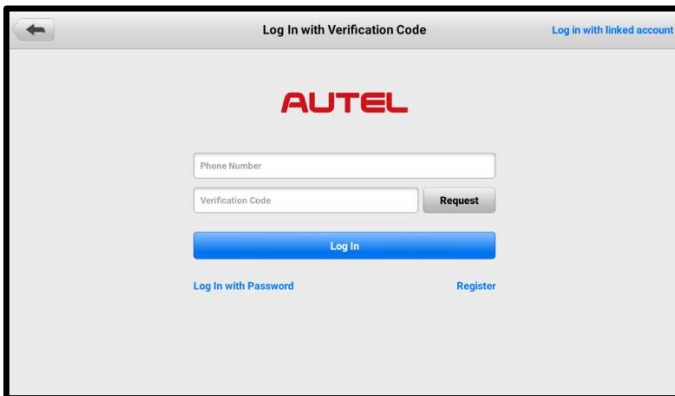 Log In with Verification Code
Log in with linked account
AUTEL
Phone Number
Verification Code
Request
Log In
Log In with Password
Register